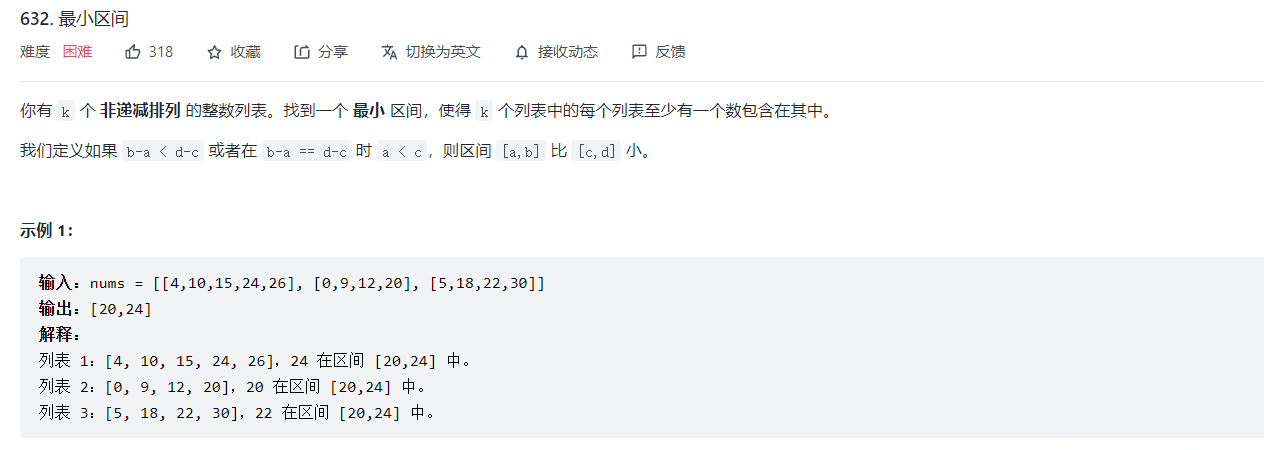 632. 最小区间
难度 困难 318 收藏 分享 切换为英文 接收动态 反馈
你有 k 个 非递减排列 的整数列表。找到一个 最小 区间，使得 k 个列表中的每个列表至少有一个数包含在其中。
我们定义如果 b-a < d-c 或者在 b-a == d-c 时 a < c，则区间 [a,b] 比 [c,d] 小。
示例 1：
输入：nums = [[4,10,15,24,26], [0,9,12,20], [5,18,22,30]]
输出：[20,24]
解释：
列表 1：[4, 10, 15, 24, 26]，24 在区间 [20,24] 中。
列表 2：[0, 9, 12, 20]，20 在区间 [20,24] 中。
列表 3：[5, 18, 22, 30]，22 在区间 [20,24] 中。